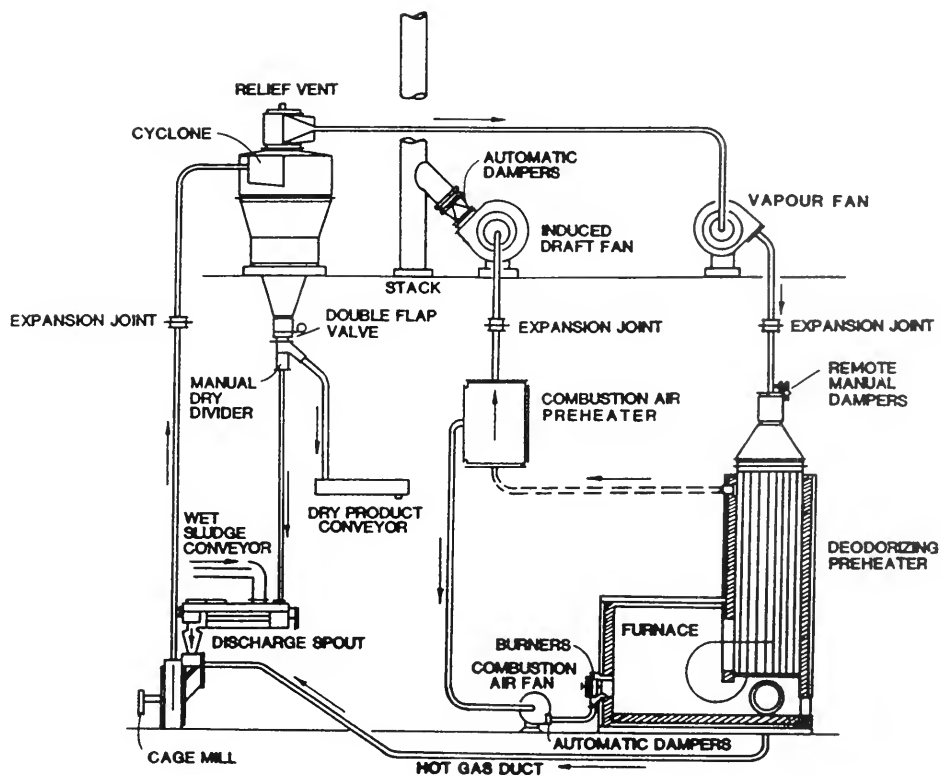 RELIEF VENT
CYCLONE
AUTOMATIC
DAMPERS
VAPOUR FAN
INDUCED
DRAFT FAN
STACK
EXPANSION JOINT
DOUBLE FLAP
VALVE
EXPANSION JOINT
EXPANSION JOINT
MANUAL
DRY
DIVIDER
COMBUSTION AIR
PREHEATER
REMOTE
MANUAL
DAMPERS
DRY PRODUCT
CONVEYOR
WET
SLUDGE
CONVEYOR
DEODORIZING
PREHEATER
DISCHARGE SPOUT
BURNERS
FURNACE
COMBUSTION
AIR FAN
CAGE MILL
AUTOMATIC DAMPERS
HOT GAS DUCT